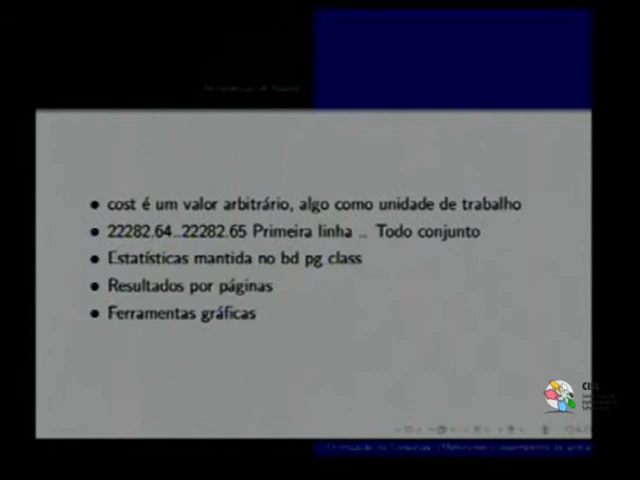 • cost é um valor arbitrário, algo como unidade de trabalho
• 22282.64..22282.65 Primeira linha .. Todo conjunto
• Estatísticas mantida no bd pg class
• Resultados por páginas
• Ferramentas gráficas